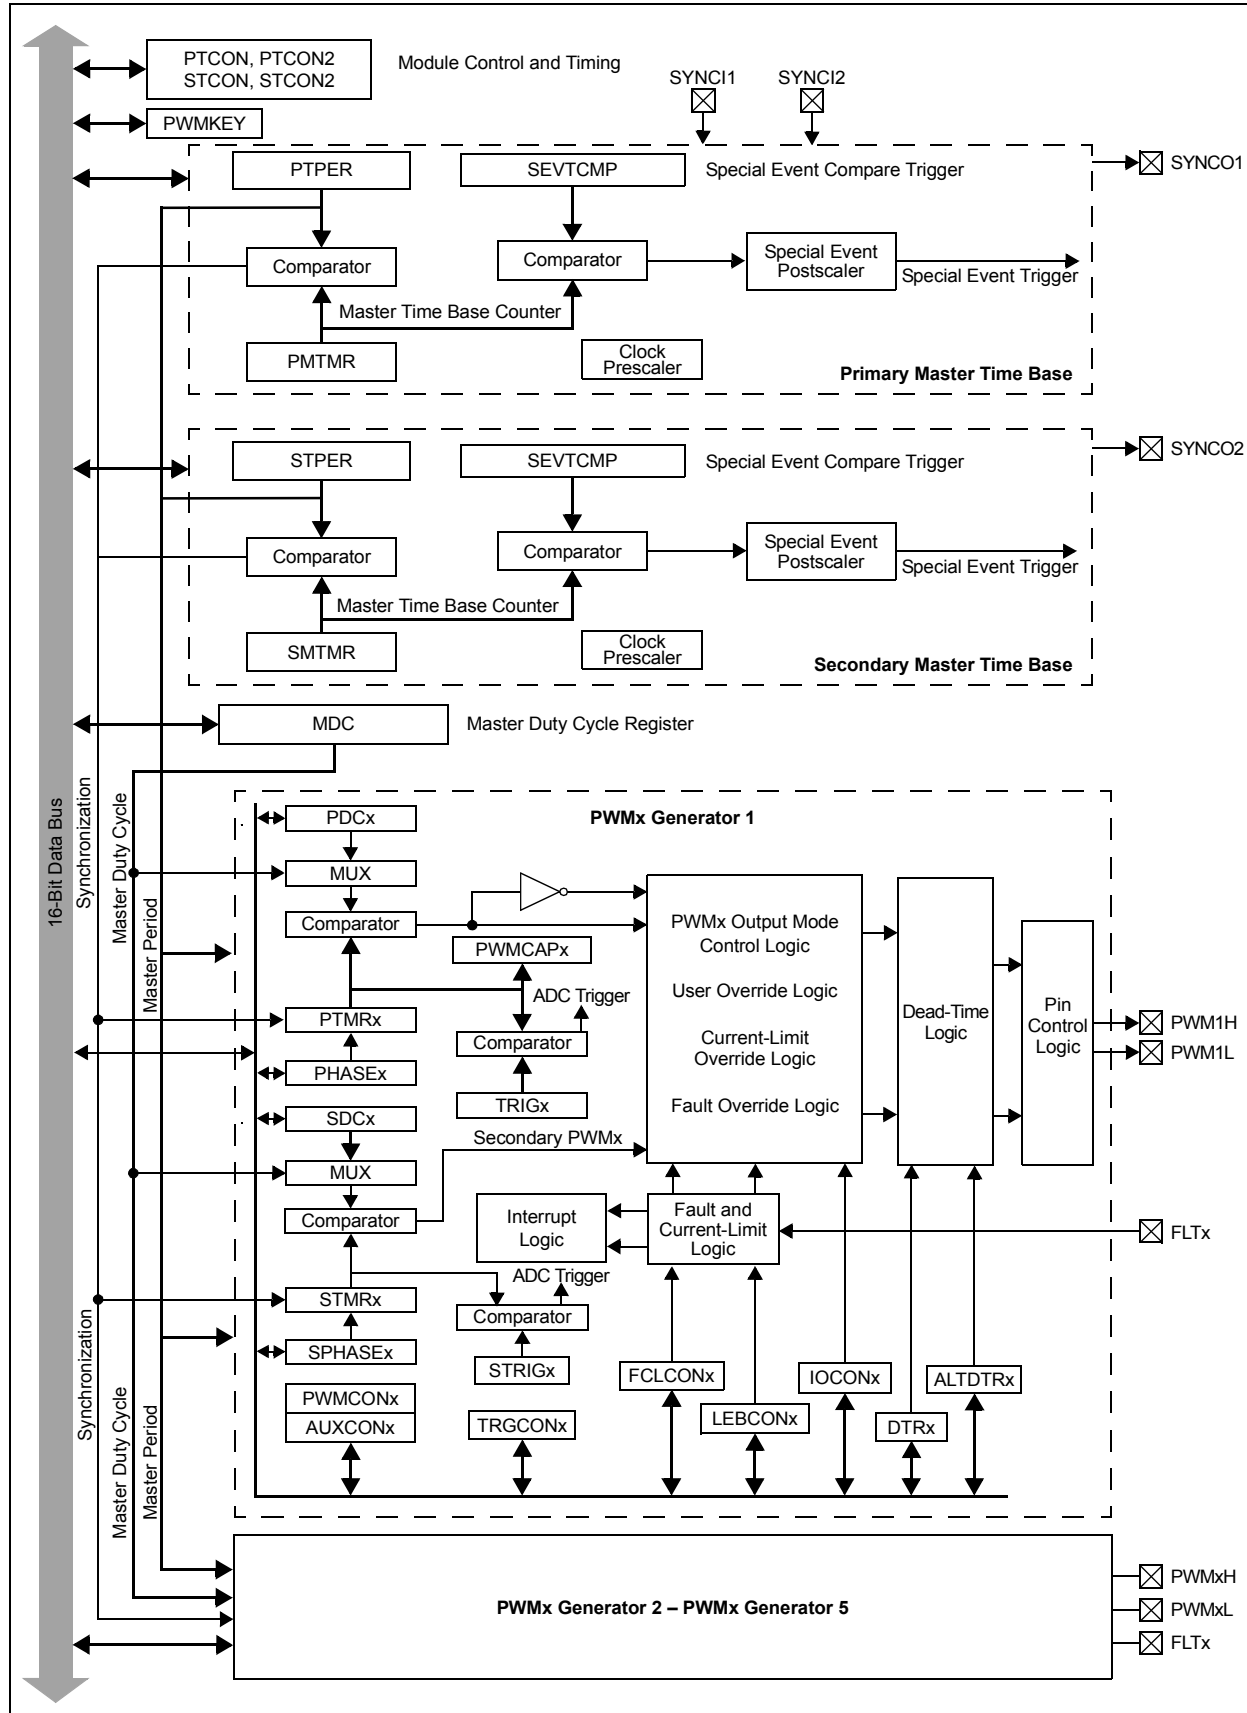 PTCON, PTCON2
STCON, STCON2
Module Control and Timing
SYNCI1
SYNCI2
PWMKEY
PTPER
SEVTCMP
Special Event Compare Trigger
SYNCO1
Comparator
Comparator
Special Event
Postscaler
Special Event Trigger
Master Time Base Counter
PMTMR
Clock
Prescaler
Primary Master Time Base
STPER
SEVTCMP
Special Event Compare Trigger
SYNCO2
Comparator
Comparator
Special Event
Postscaler
Special Event Trigger
Master Time Base Counter
SMTMR
Clock
Prescaler
Secondary Master Time Base
MDC
Master Duty Cycle Register
16-Bit Data Bus
Synchronization
Master Duty Cycle
Master Period
PWMx Generator 1
PDCx
MUX
Comparator
PWMCAPx
ADC Trigger
PTMRx
Comparator
PHASEx
TRIGx
SDCx
Secondary PWMx
MUX
Comparator
PWMx Output Mode
Control Logic
User Override Logic
Current-Limit
Override Logic
Fault Override Logic
Dead-Time
Logic
Pin
Control
Logic
PWM1H
PWM1L
Interrupt
Logic
Fault and
Current-Limit
Logic
FLTx
ADC Trigger
STMRx
Comparator
SPHASEx
STRIGx
FCLCONx
IOCONx
ALTDTRx
PWMCONx
AUXCONx
TRGCONx
LEBCONx
DTRx
Synchronization
Master Duty Cycle
Master Period
PWMx Generator 2 – PWMx Generator 5
PWMxH
PWMxL
FLTx